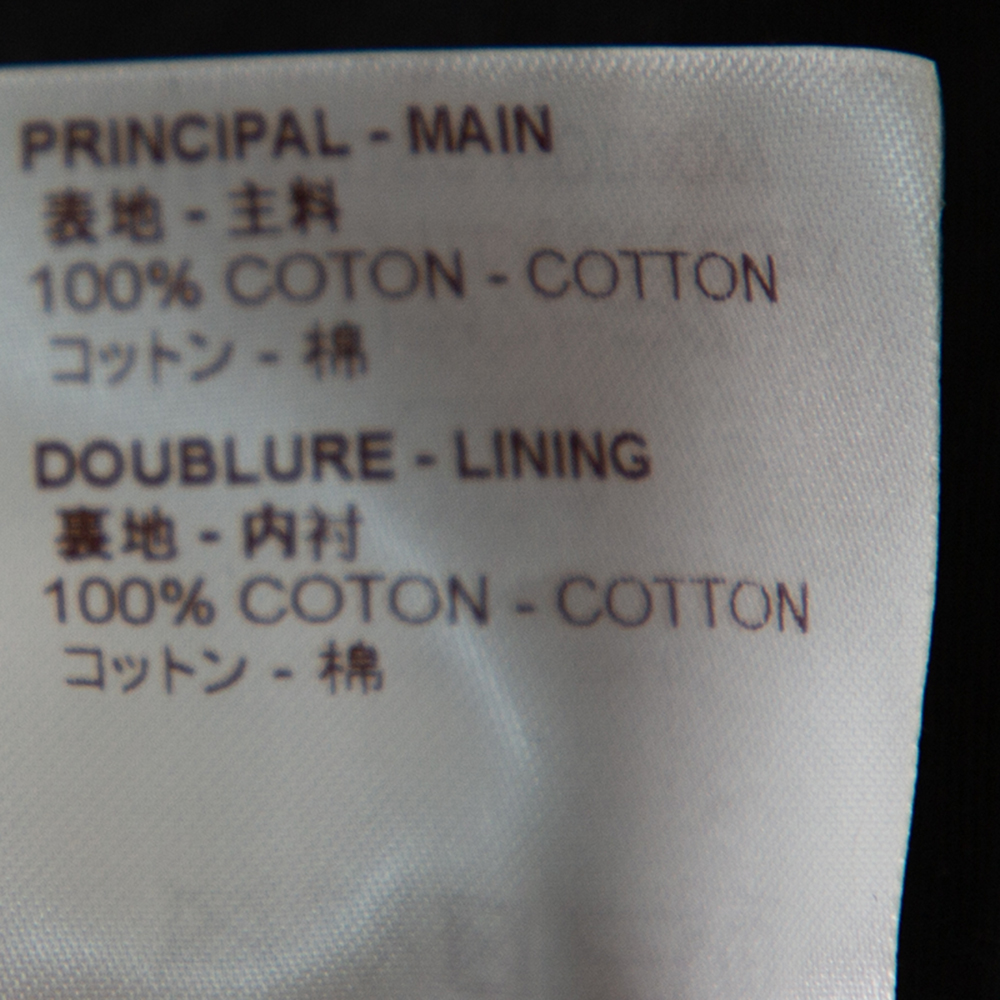 PRINCIPAL - MAIN
表地 - 主料
100% COTON - COTTON
コットン - 棉
DOUBLURE - LINING
裏地 - 内衬
100% COTON - COTTON
コットン - 棉